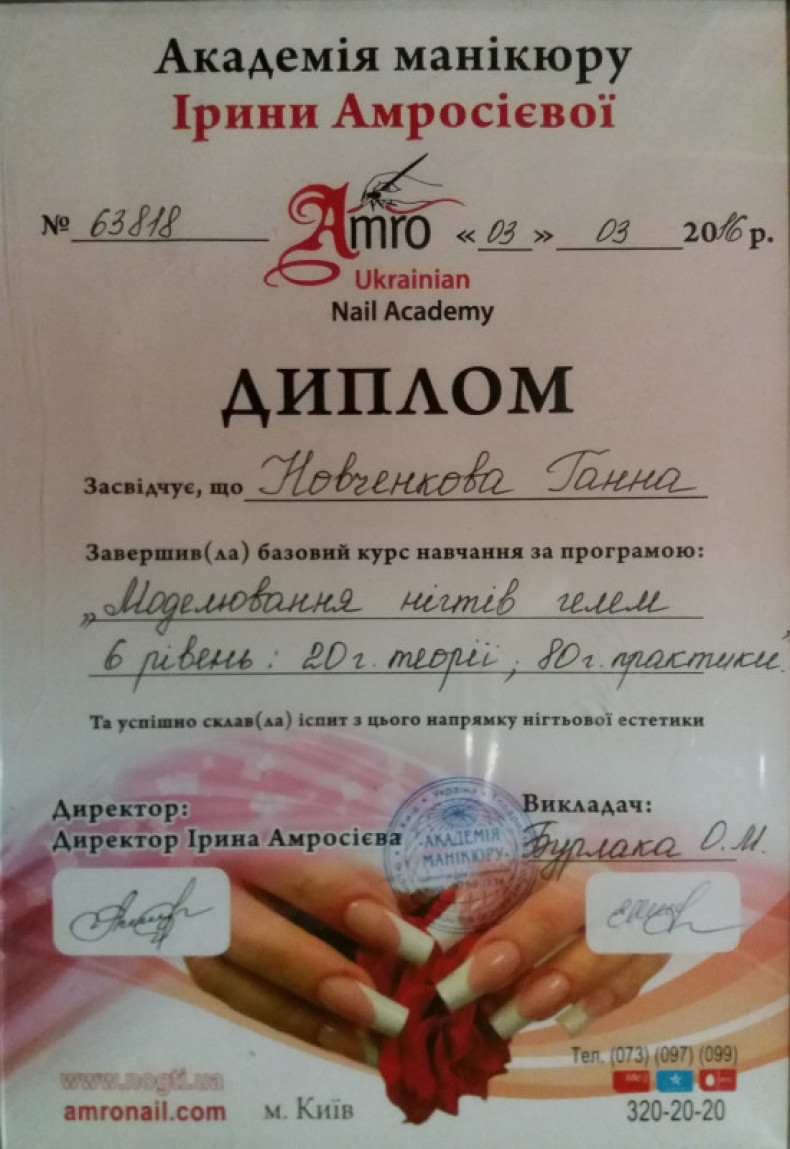 Академія манікюру
Ірини Амросієвої
№ 63818 «03» 03 2016 р.
Amro
Ukrainian
Nail Academy
ДИПЛОМ
Засвідчує, що Новченкова Ганна
Завершив(ла) базовий курс навчання за програмою:
„Моделювання нігтів гелем
6 рівень: 20 г. теорії, 80 г. практики"
Та успішно склав(ла) іспит з цього напрямку нігтьової естетики
Директор:
Директор Ірина Амросієва
Викладач:
Бурлака О.М.
АКАДЕМІЯ
МАНІКЮРУ
Тел. (073) (097) (099)
320-20-20
www.nogti.ua
amronail.com м. Київ